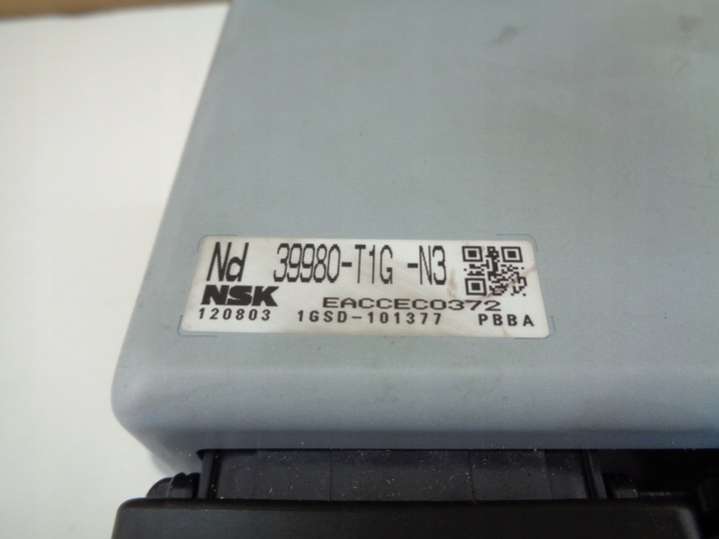 Nd 39980-T1G -N3
NSK EACCEC0372
120803 1GSD-101377 PBBA